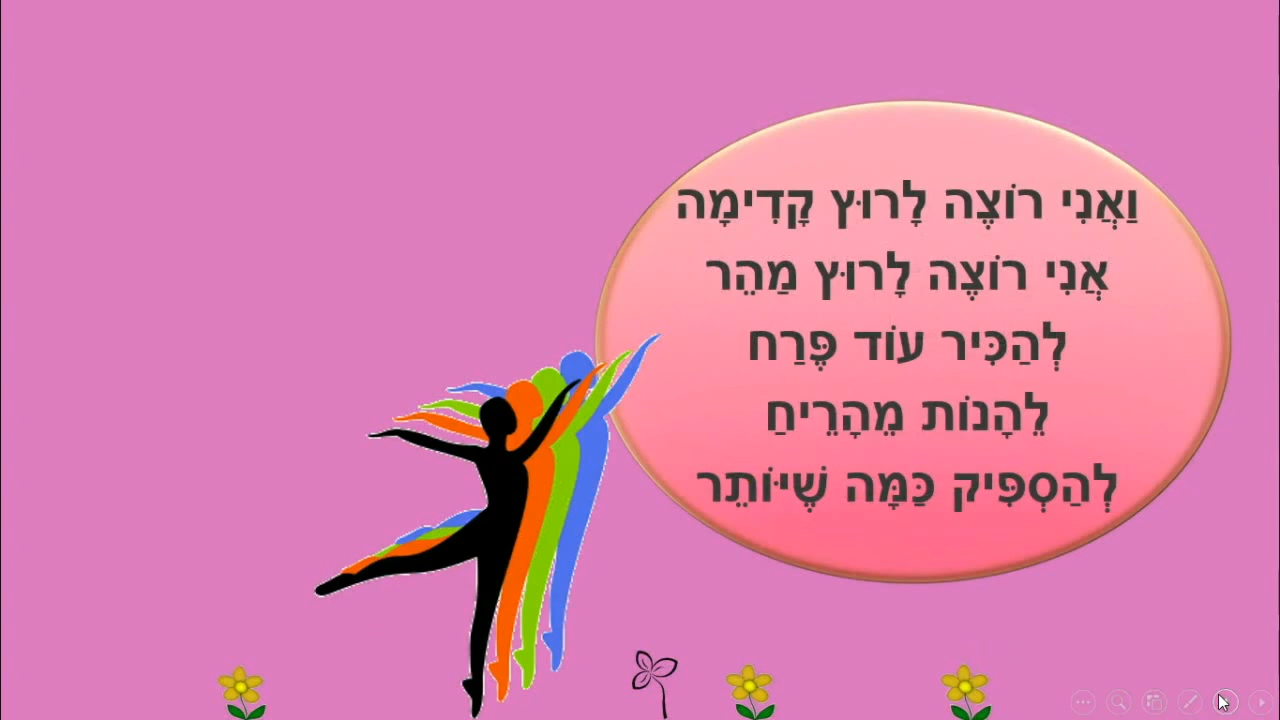 וַאֲנִי רוֹצֶה לָרוּץ קָדִימָה
אֲנִי רוֹצֶה לָרוּץ מַהֵר
לְהַכִּיר עוֹד פֶּרַח
לֵהָנוֹת מֵהָרֵיחַ
לְהַסְפִּיק כַּמָּה שֶׁיּוֹתֵר